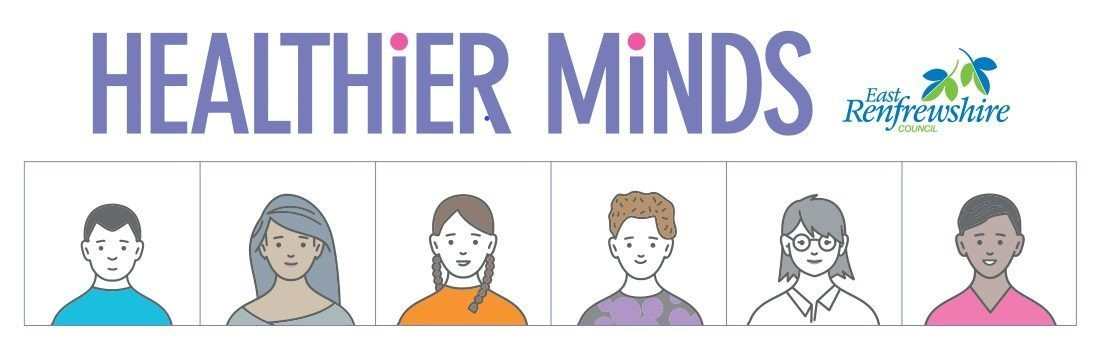 HEALTHiER MiNDS
East
Renfrewshire
COUNCIL